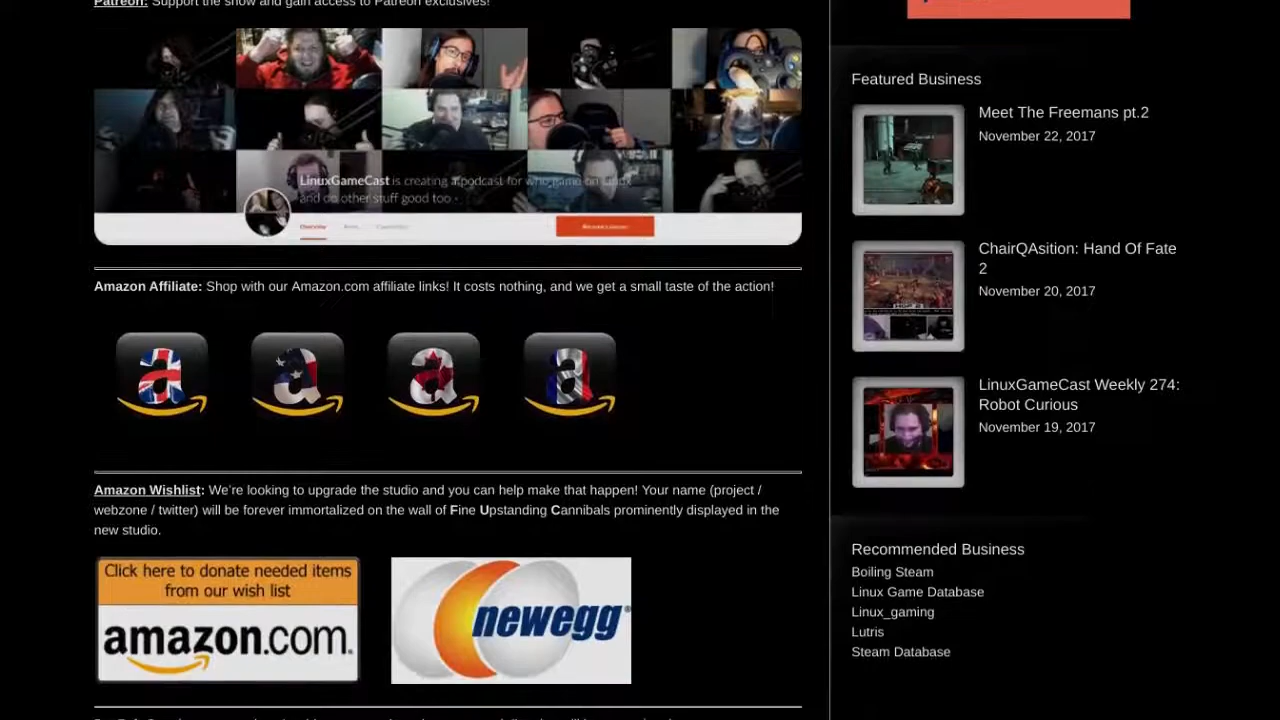 Patreon: Support the show and gain access to Patreon exclusives!
LinuxGameCast is creating a podcast for who game on Linux
and do other stuff good too -
Overview
Amazon Affiliate: Shop with our Amazon.com affiliate links! It costs nothing, and we get a small taste of the action!
a
a
a
a
Amazon Wishlist: We're looking to upgrade the studio and you can help make that happen! Your name (project /
webzone / twitter) will be forever immortalized on the wall of Fine Upstanding Cannibals prominently displayed in the
new studio.
Click here to donate needed items
from our wish list
amazon.com.
newegg®
Featured Business
Meet The Freemans pt.2
November 22, 2017
ChairQAsition: Hand Of Fate
2
November 20, 2017
LinuxGameCast Weekly 274:
Robot Curious
November 19, 2017
Recommended Business
Boiling Steam
Linux Game Database
Linux_gaming
Lutris
Steam Database